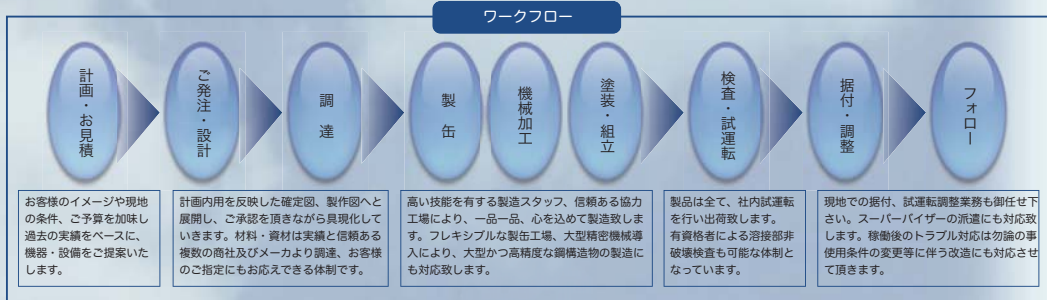 ワークフロー
計画・お見積
ご発注・設計
調達
製缶
機械加工
塗装・組立
検査・試運転
据付・調整
フォロー
お客様のイメージや現地
の条件、ご予算を加味し
過去の実績をベースに、
機器・設備をご提案いた
します。
計画内用を反映した確定図、製作図へと
展開し、ご承認を頂きながら具現化して
いきます。材料・資材は実績と信頼ある
複数の商社及びメーカより調達、お客様
のご指定にもお応えできる体制です。
高い技能を有する製造スタッフ、信頼ある協力
工場により、一品一品、心を込めて製造致しま
す。フレキシブルな製缶工場、大型精密機械導
入により、大型かつ高精度な鋼構造物の製造に
も対応致します。
製品は全て、社内試運転
を行い出荷致します。
有資格者による溶接部非
破壊検査も可能な体制と
なっています。
現地での据付、試運転調整業務も御任せ下
さい。スーパーバイザーの派遣にも対応致
します。稼働後のトラブル対応は勿論の事
使用条件の変更等に伴う改造にも対応させ
て頂きます。